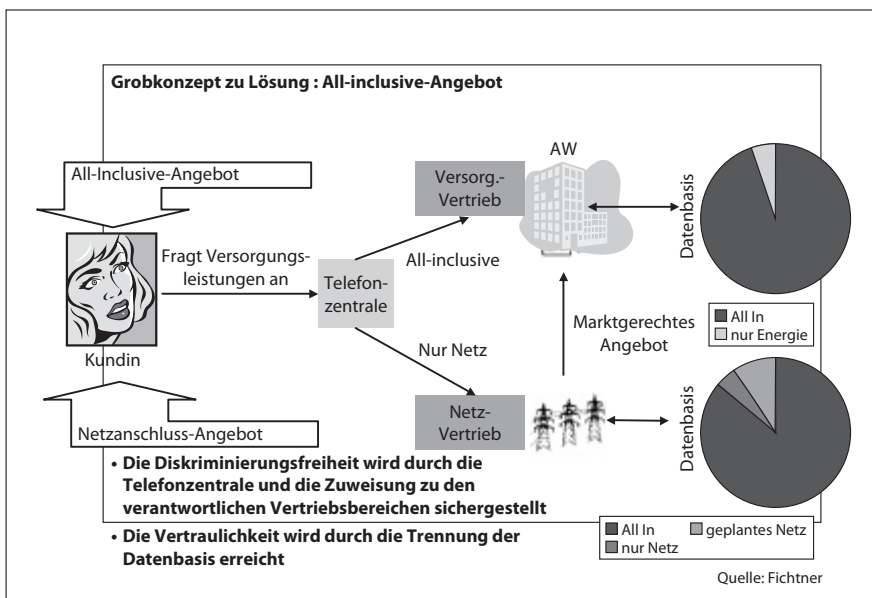 Grobkonzept zu Lösung : All-inclusive-Angebot
All-Inclusive-Angebot
Kundin
Netzanschluss-Angebot
Fragt Versorgungs-
leistungen an
Telefon-
zentrale
All-inclusive
Nur Netz
Versorg.-
Vertrieb
AW
Netz-
Vertrieb
Marktgerechtes
Angebot
Datenbasis
All In
nur Energie
Datenbasis
All In
geplantes Netz
nur Netz
• Die Diskriminierungsfreiheit wird durch die
Telefonzentrale und die Zuweisung zu den
verantwortlichen Vertriebsbereichen sichergestellt
• Die Vertraulichkeit wird durch die Trennung der
Datenbasis erreicht
Quelle: Fichtner